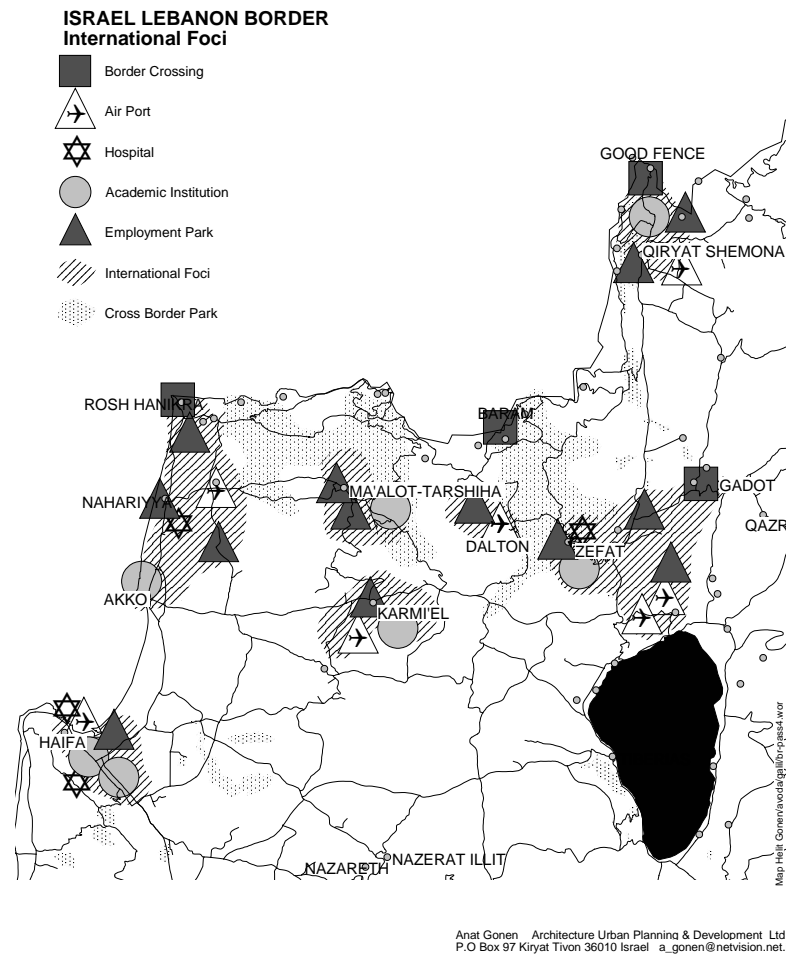 ISRAEL LEBANON BORDER
International Foci
Border Crossing
Air Port
Hospital
Academic Institution
Employment Park
International Foci
Cross Border Park
GOOD FENCE
QIRYAT SHEMONA
ROSH HANIKRA
BARAM
NAHARIYYA
MA'ALOT-TARSHIHA
GADOT
QAZR
DALTON
ZEFAT
AKKO
KARMI'EL
HAIFA
NAZERAT ILLIT
NAZARETH
Map Helit Gonen/avoda/galil/br-pass4.wor
Anat Gonen Architecture Urban Planning & Development Ltd
P.O Box 97 Kiryat Tivon 36010 Israel a_gonen@netvision.net.